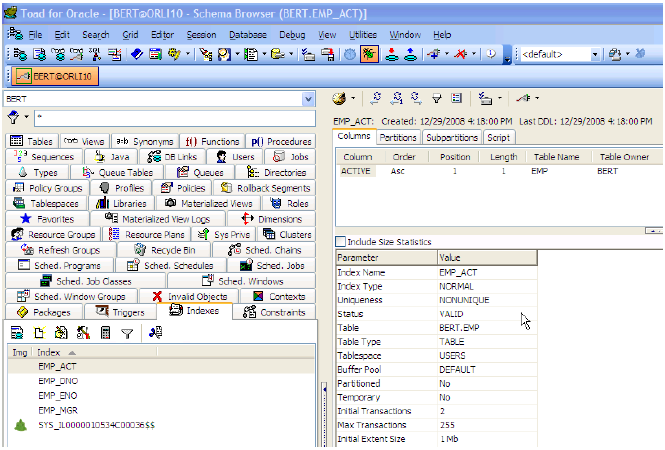 Toad for Oracle - [BERT@ORLI10 - Schema Browser (BERT.EMP_ACT)]
File Edit Search Grid Editor Session Database Debug View Utilities Window Help
<default>
BERT@ORLI10
BERT
*
Tables Views Synonyms f() Functions P() Procedures
Sequences Java DB Links Users Jobs
Types Queue Tables Queues Directories
Policy Groups Profiles Policies Rollback Segments
Tablespaces Libraries Materialized Views Roles
Favorites Materialized View Logs Dimensions
Resource Groups Resource Plans Sys Privs Clusters
Refresh Groups Recycle Bin Sched. Chains
Sched. Programs Sched. Schedules Sched. Jobs
Sched. Job Classes Sched. Windows
Sched. Window Groups Invalid Objects Contexts
Packages Triggers Indexes Constraints
Img Index
EMP_ACT
EMP_DNO
EMP_ENO
EMP_MGR
SYS_IL0000010534C00036$$
EMP_ACT: Created: 12/29/2008 4:18:00 PM Last DDL: 12/29/2008 4:18:00 PM
Columns Partitions Subpartitions Script
Column Order Position Length Table Name Table Owner
ACTIVE Asc 1 1 EMP BERT
Include Size Statistics
Parameter Value
Index Name EMP_ACT
Index Type NORMAL
Uniqueness NONUNIQUE
Status VALID
Table BERT.EMP
Table Type TABLE
Tablespace USERS
Buffer Pool DEFAULT
Partitioned No
Temporary No
Initial Transactions 2
Max Transactions 255
Initial Extent Size 1 Mb